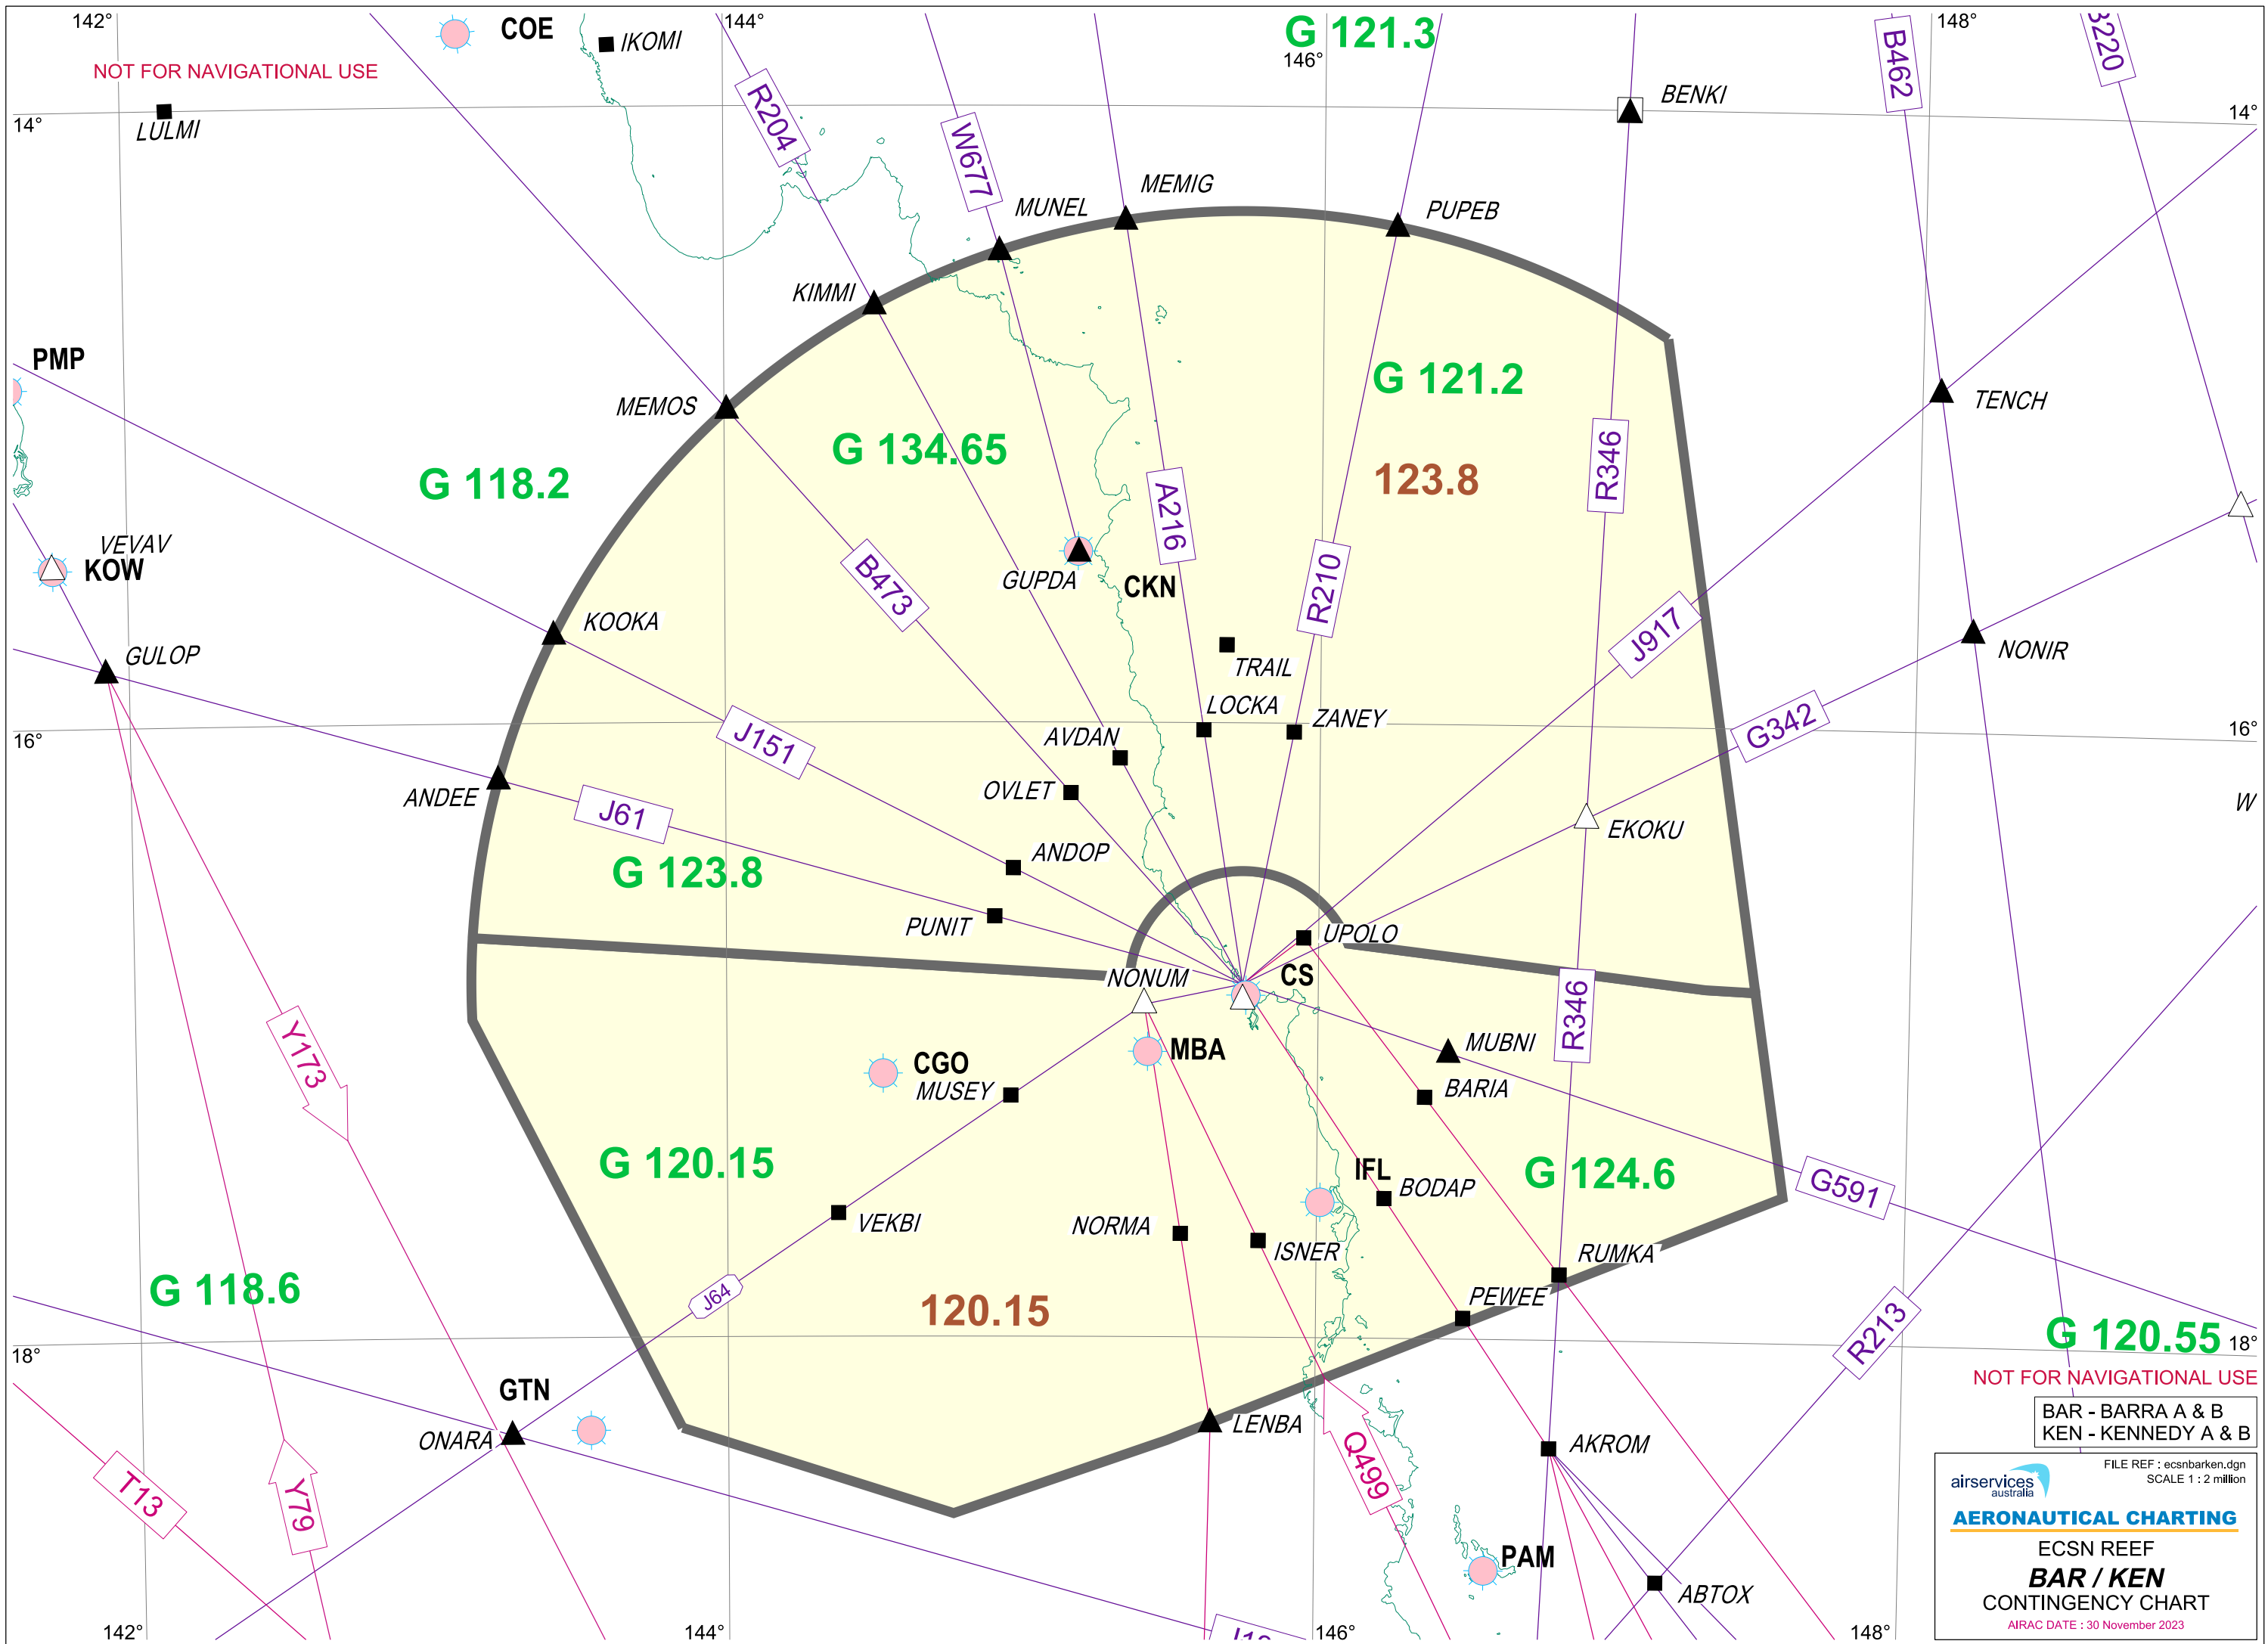 142°
COE
IKOMI
144°
G 121.3
146°
148°
B462
NOT FOR NAVIGATIONAL USE
R204
BENKI
14°
LULMI
14°
W677
MEMIG
MUNEL
PUPEB
KIMMI
PMP
G 121.2
MEMOS
TENCH
G 134.65
R346
G 118.2
123.8
A216
VEVAV
KOW
GUPDA
CKN
B473
R210
KOOKA
J917
GULOP
TRAIL
NONIR
LOCKA
ZANEY
16°
J151
AVDAN
G342
16°
ANDEE
OVLET
W
J61
EKOKU
ANDOP
G 123.8
PUNIT
UPOLO
NONUM
CS
R346
Y173
CGO
MBA
MUBNI
MUSEY
BARIA
G 120.15
IFL
G 124.6
BODAP
G591
VEKBI
NORMA
ISNER
RUMKA
G 118.6
J64
120.15
PEWEE
R213
G 120.55
18°
18°
NOT FOR NAVIGATIONAL USE
GTN
BAR - BARRA A & B
KEN - KENNEDY A & B
ONARA
LENBA
AKROM
Q499
T13
Y79
FILE REF : ecsnbarken.dgn
SCALE 1 : 2 million
airservices
australia
AERONAUTICAL CHARTING
ECSN REEF
PAM
BAR / KEN
ABTOX
CONTINGENCY CHART
AIRAC DATE : 30 November 2023
142°
144°
146°
148°